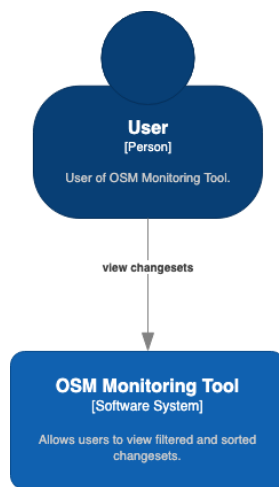 User
[Person]
User of OSM Monitoring Tool.
view changesets
OSM Monitoring Tool
[Software System]
Allows users to view filtered and sorted
changesets.